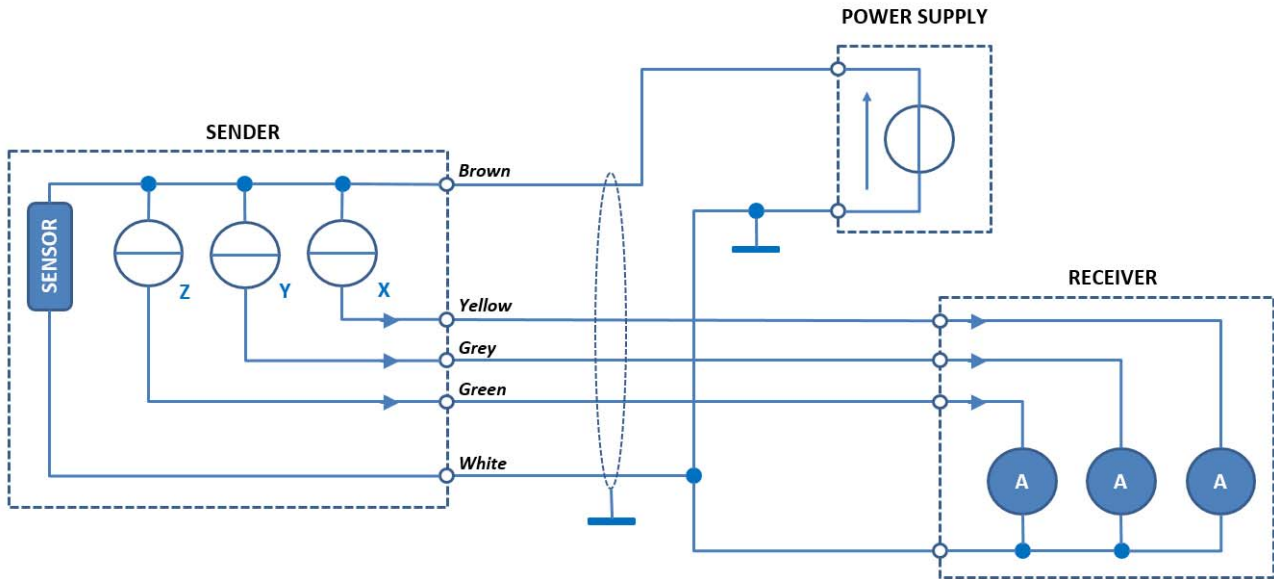 POWER SUPPLY
SENDER
Brown
SENSOR
Z
Y
X
RECEIVER
Yellow
Grey
Green
White
A
A
A